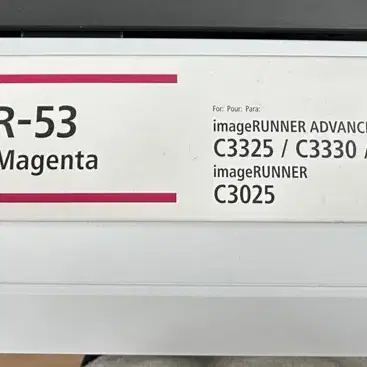 R-53
Magenta
For: Pour: Para:
imageRUNNER ADVANC
C3325 / C3330 /
imageRUNNER
C3025